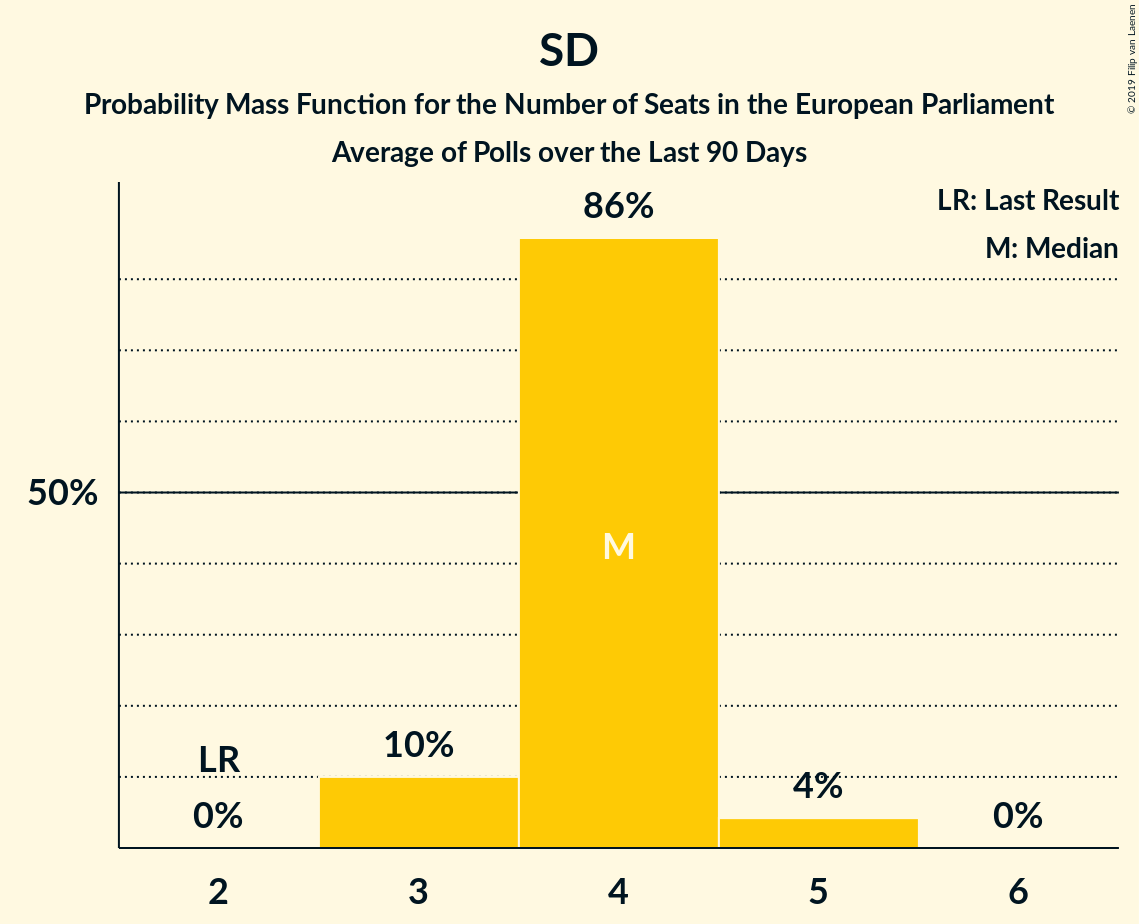 SD
Probability Mass Function for the Number of Seats in the European Parliament
Average of Polls over the Last 90 Days
© 2019 Filip van Laenen
LR: Last Result
M: Median
86%
50%
M
LR
10%
4%
0%
0%
2 3 4 5 6